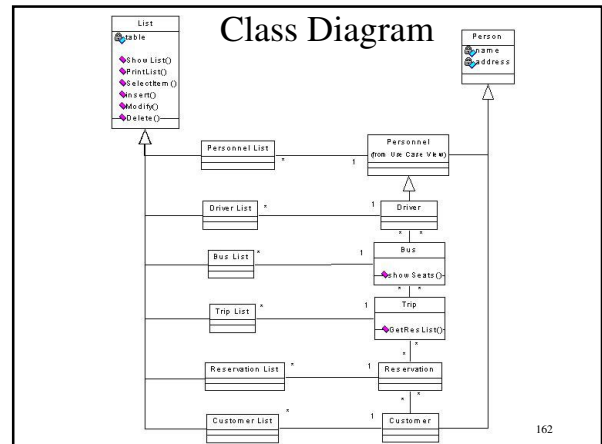 Class Diagram
List
table
Show List()
PrintList()
SelectItem()
insert()
Modify()
Delete()
Person
name
address
Personnel List
*
1
Personnel
(from Use Case View)
Driver List
*
1
Driver
*
*
Bus List
*
1
Bus
showSeats()
*
*
Trip List
*
1
Trip
GetResList()
*
*
Reservation List
*
1
Reservation
*
*
Customer List
*
1
Customer
162